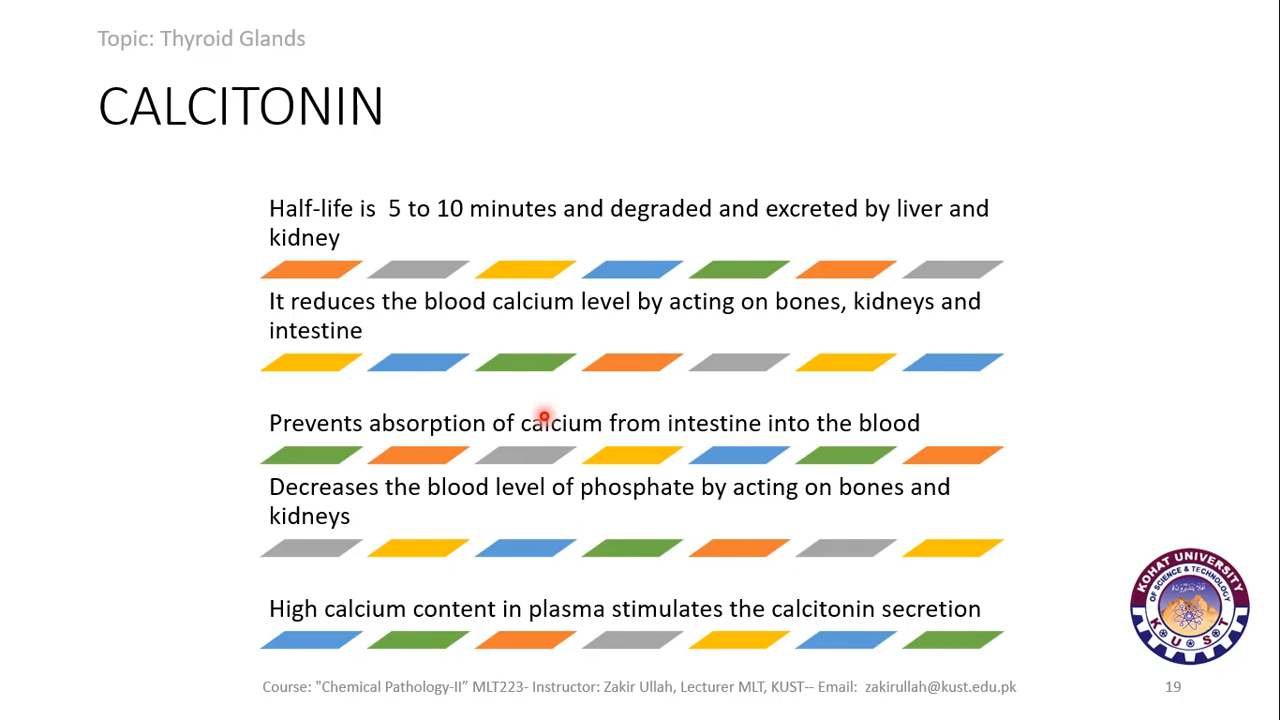 Topic: Thyroid Glands
CALCITONIN
Half-life is  5 to 10 minutes and degraded and excreted by liver and
kidney
It reduces the blood calcium level by acting on bones, kidneys and
intestine
Prevents absorption of calcium from intestine into the blood
Decreases the blood level of phosphate by acting on bones and
kidneys
High calcium content in plasma stimulates the calcitonin secretion
KOHAT UNIVERSITY
OF SCIENCE & TECHNOLOGY
K U S T
Course: "Chemical Pathology-II” MLT223- Instructor: Zakir Ullah, Lecturer MLT, KUST-- Email:  zakirullah@kust.edu.pk
19